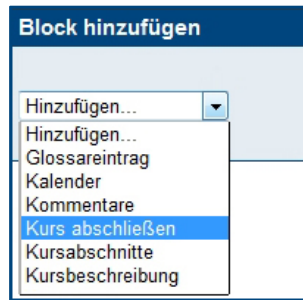 Block hinzufügen
Hinzufügen...
Hinzufügen...
Glossareintrag
Kalender
Kommentare
Kurs abschließen
Kursabschnitte
Kursbeschreibung